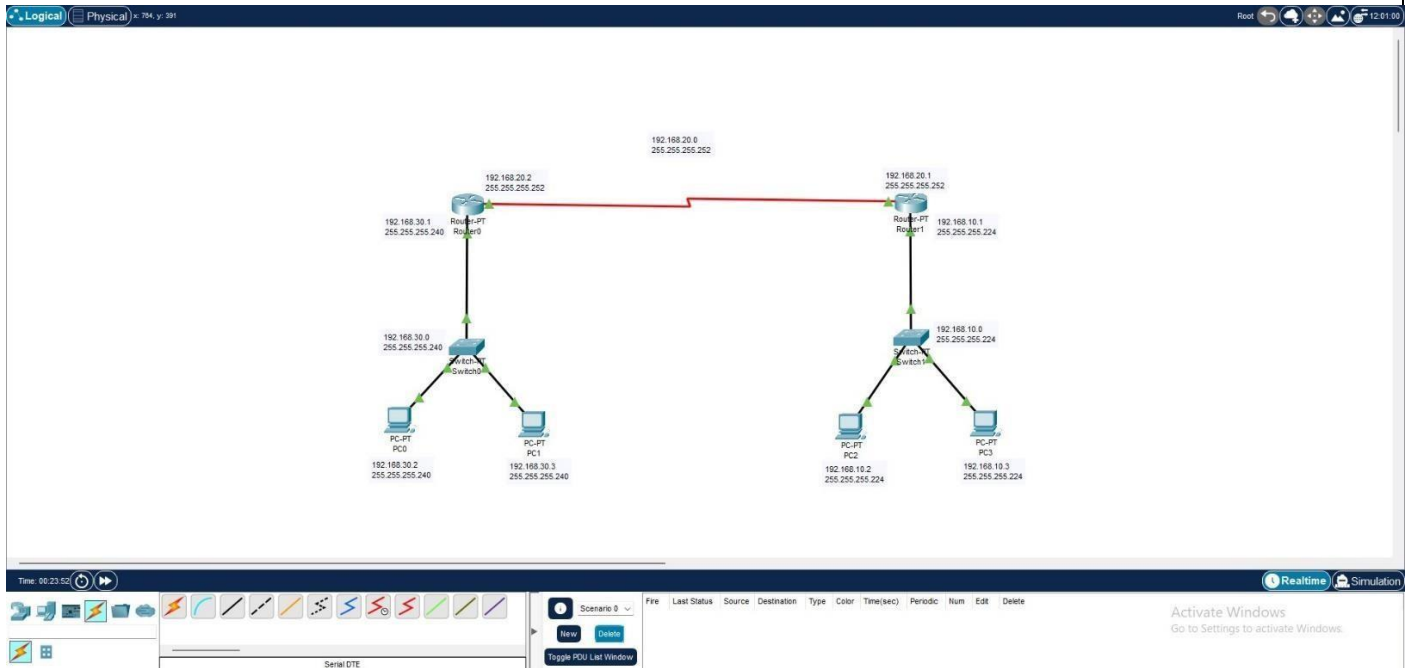 Logical
Physical
x: 784, y: 391
Root
12:01:00
192.168.20.0
255.255.255.252
192.168.20.2
255.255.255.252
192.168.20.1
255.255.255.252
192.168.30.1
255.255.255.240
Router-PT
Router0
Router-PT
Router1
192.168.10.1
255.255.255.224
192.168.30.0
255.255.255.240
Switch-PT
Switch0
192.168.10.0
255.255.255.224
Switch-PT
Switch1
PC-PT
PC0
192.168.30.2
255.255.255.240
PC-PT
PC1
192.168.30.3
255.255.255.240
PC-PT
PC2
192.168.10.2
255.255.255.224
PC-PT
PC3
192.168.10.3
255.255.255.224
Time: 00:23:52
Realtime
Simulation
Scenario 0
New
Delete
Toggle PDU List Window
Fire Last Status Source Destination Type Color Time(sec) Periodic Num Edit Delete
Serial DTE
Activate Windows
Go to Settings to activate Windows.